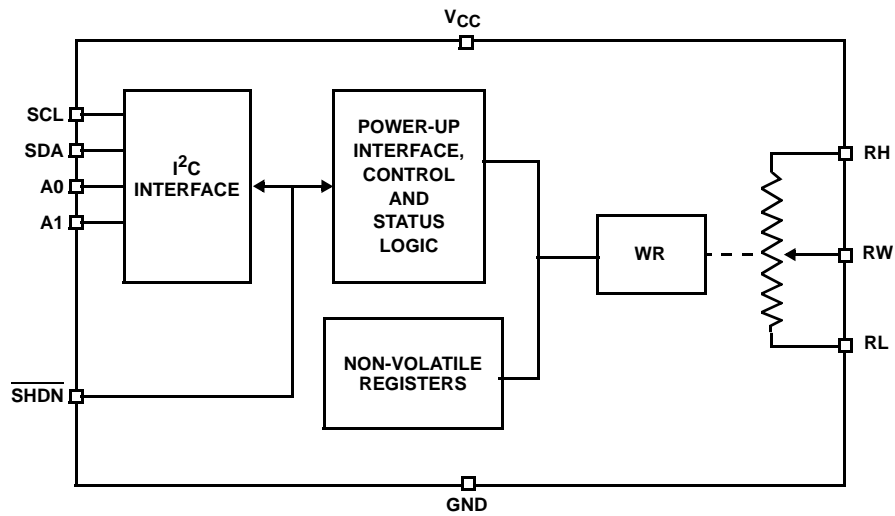 VCC
SCL
SDA
A0
A1
I2C
INTERFACE
POWER-UP
INTERFACE,
CONTROL
AND
STATUS
LOGIC
WR
RH
RW
RL
NON-VOLATILE
REGISTERS
SHDN
GND